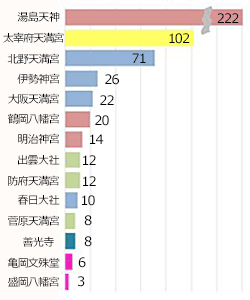 湯島天神 222
太宰府天満宮 102
北野天満宮 71
伊勢神宮 26
大阪天満宮 22
鶴岡八幡宮 20
明治神宮 14
出雲大社 12
防府天満宮 12
春日大社 10
菅原天満宮 8
善光寺 8
亀岡文殊堂 6
盛岡八幡宮 3